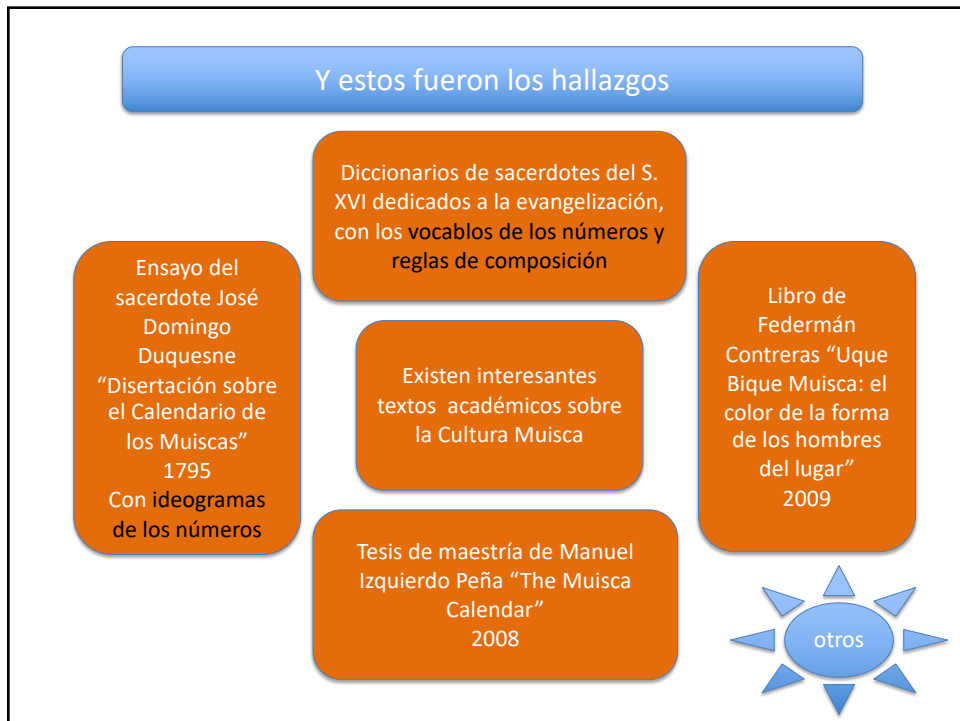 Y estos fueron los hallazgos
Diccionarios de sacerdotes del S.
XVI dedicados a la evangelización,
con los vocablos de los números y
reglas de composición
Ensayo del
sacerdote José
Domingo
Duquesne
“Disertación sobre
el Calendario de
los Muiscas”
1795
Con ideogramas
de los números
Existen interesantes
textos académicos sobre
la Cultura Muisca
Libro de
Federmán
Contreras “Uque
Bique Muisca: el
color de la forma
de los hombres
del lugar”
2009
Tesis de maestría de Manuel
Izquierdo Peña “The Muisca
Calendar”
2008
otros